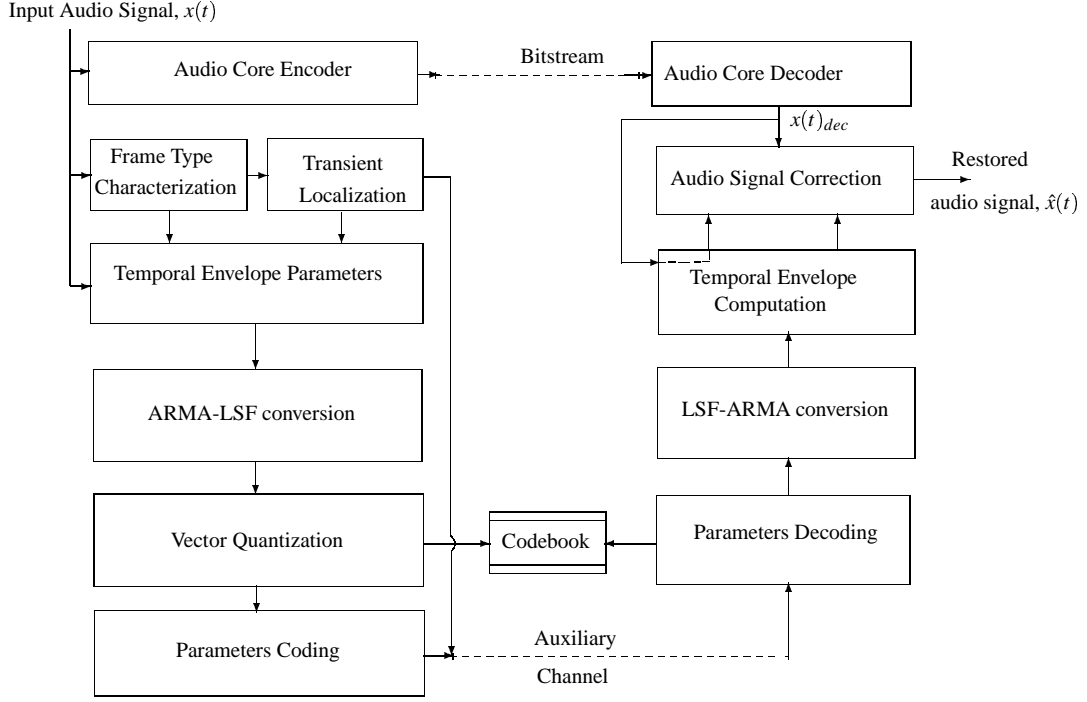 Input Audio Signal, x(t)
Audio Core Encoder
Bitstream
Audio Core Decoder
x(t)dec
Frame Type
Characterization
Transient
Localization
Audio Signal Correction
Restored
audio signal, x̂(t)
Temporal Envelope Parameters
Temporal Envelope
Computation
ARMA-LSF conversion
LSF-ARMA conversion
Vector Quantization
Codebook
Parameters Decoding
Parameters Coding
Auxiliary
Channel